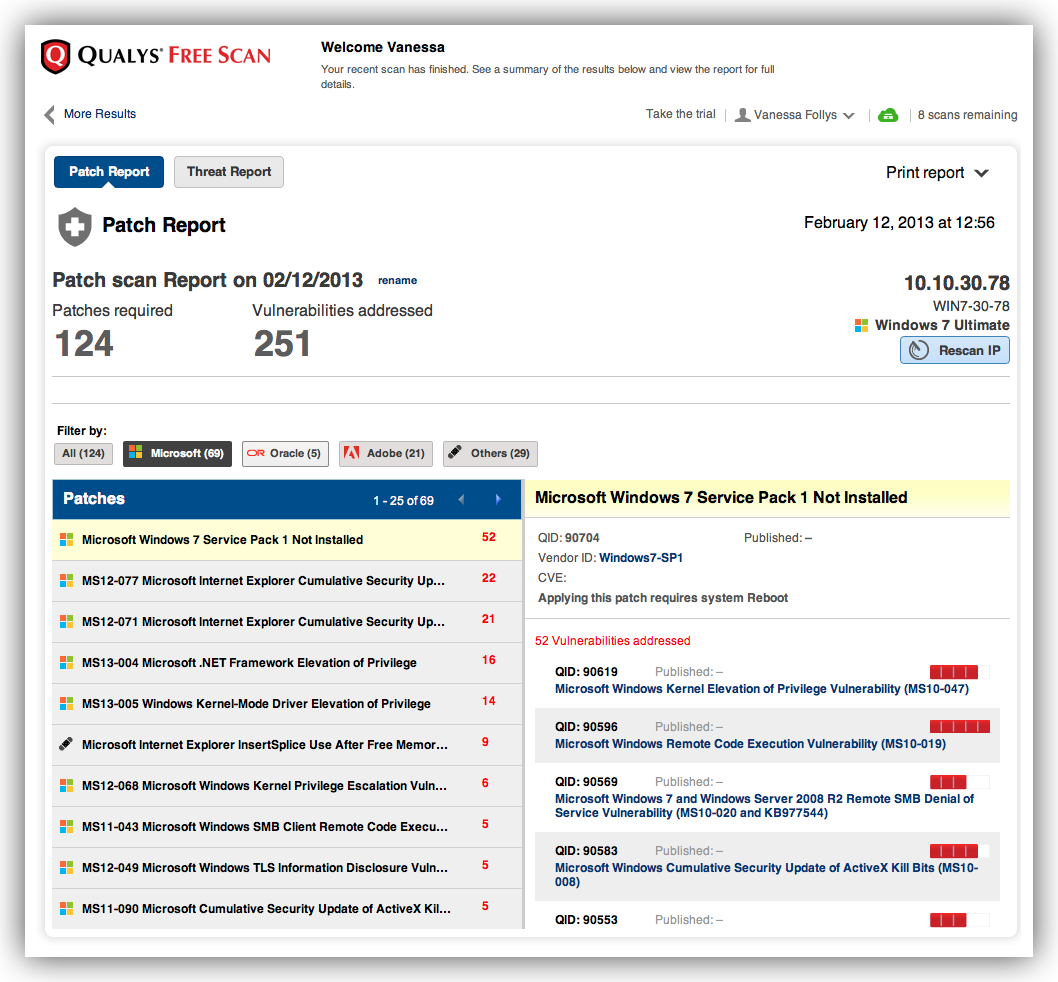 QUALYS® FREE SCAN
Welcome Vanessa
Your recent scan has finished. See a summary of the results below and view the report for full
details.
More Results
Take the trial
Vanessa Follys
8 scans remaining
Patch Report
Threat Report
Print report
Patch Report
February 12, 2013 at 12:56
Patch scan Report on 02/12/2013 rename
10.10.30.78
WIN7-30-78
Windows 7 Ultimate
Rescan IP
Patches required
124
Vulnerabilities addressed
251
Filter by:
All (124)
Microsoft (69)
OR Oracle (5)
Adobe (21)
Others (29)
Patches 1 - 25 of 69
Microsoft Windows 7 Service Pack 1 Not Installed 52
MS12-077 Microsoft Internet Explorer Cumulative Security Up... 22
MS12-071 Microsoft Internet Explorer Cumulative Security Up... 21
MS13-004 Microsoft .NET Framework Elevation of Privilege 16
MS13-005 Windows Kernel-Mode Driver Elevation of Privilege 14
Microsoft Internet Explorer InsertSplice Use After Free Memor... 9
MS12-068 Microsoft Windows Kernel Privilege Escalation Vuln... 6
MS11-043 Microsoft Windows SMB Client Remote Code Execu... 5
MS12-049 Microsoft Windows TLS Information Disclosure Vuln... 5
MS11-090 Microsoft Cumulative Security Update of ActiveX Kil... 5
Microsoft Windows 7 Service Pack 1 Not Installed
QID: 90704 Published: –
Vendor ID: Windows7-SP1
CVE:
Applying this patch requires system Reboot
52 Vulnerabilities addressed
QID: 90619 Published: –
Microsoft Windows Kernel Elevation of Privilege Vulnerability (MS10-047)
QID: 90596 Published: –
Microsoft Windows Remote Code Execution Vulnerability (MS10-019)
QID: 90569 Published: –
Microsoft Windows 7 and Windows Server 2008 R2 Remote SMB Denial of
Service Vulnerability (MS10-020 and KB977544)
QID: 90583 Published: –
Microsoft Windows Cumulative Security Update of ActiveX Kill Bits (MS10-
008)
QID: 90553 Published: –